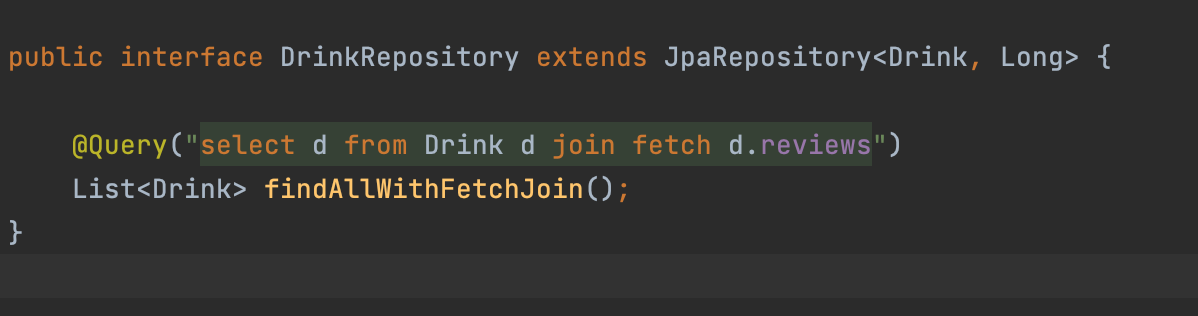 public interface DrinkRepository extends JpaRepository<Drink, Long> {
@Query("select d from Drink d join fetch d.reviews")
List<Drink> findAllWithFetchJoin();
}